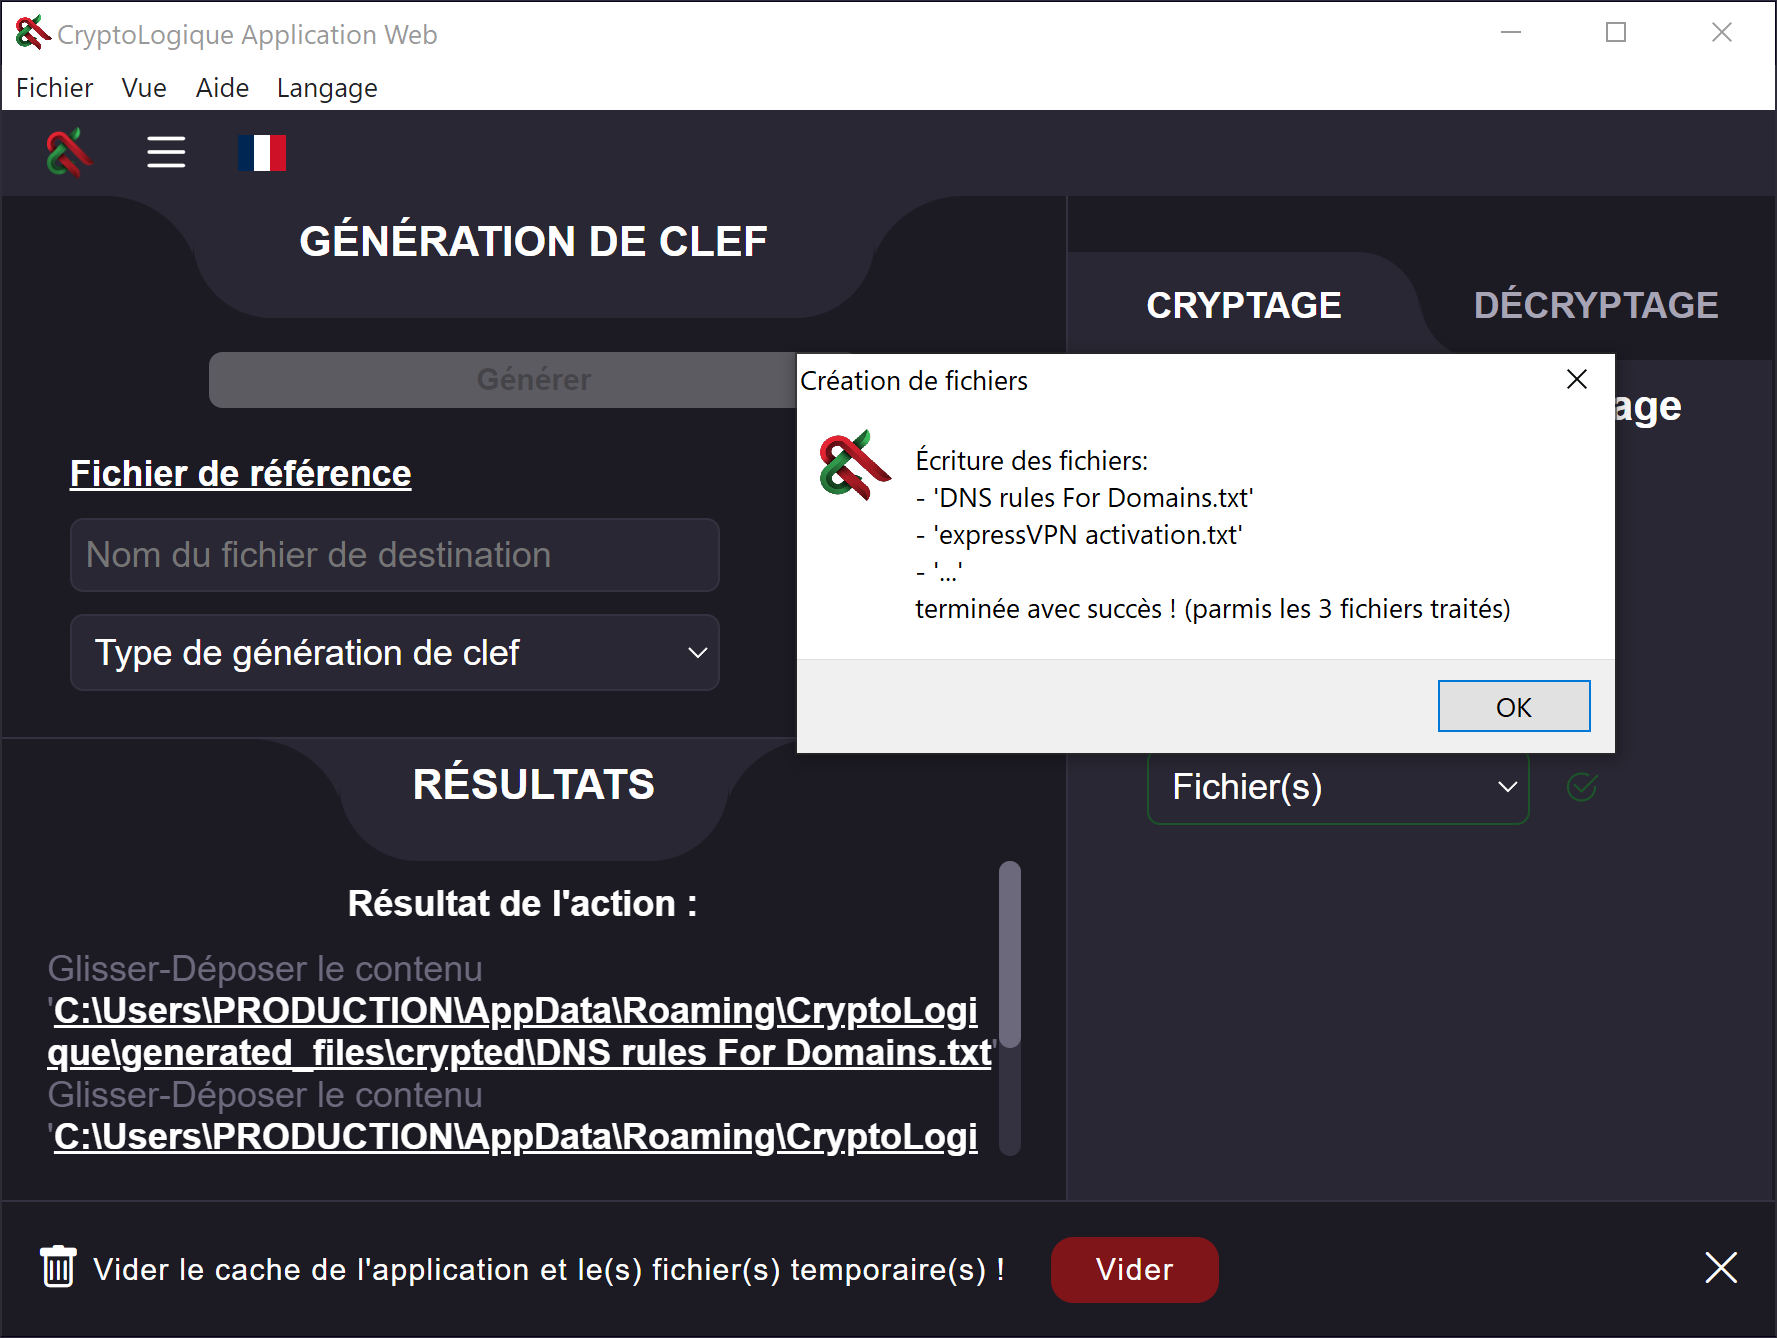 CryptoLogique Application Web
Fichier Vue Aide Langage
GÉNÉRATION DE CLEF
Générer
Fichier de référence
Nom du fichier de destination
Type de génération de clef
CRYPTAGE
DÉCRYPTAGE
age
Création de fichiers
Écriture des fichiers:
- 'DNS rules For Domains.txt'
- 'expressVPN activation.txt'
- '...'
terminée avec succès ! (parmis les 3 fichiers traités)
OK
Fichier(s)
RÉSULTATS
Résultat de l'action :
Glisser-Déposer le contenu
'C:\Users\PRODUCTION\AppData\Roaming\CryptoLogi
que\generated_files\crypted\DNS rules For Domains.txt'
Glisser-Déposer le contenu
'C:\Users\PRODUCTION\AppData\Roaming\CryptoLogi
Vider le cache de l'application et le(s) fichier(s) temporaire(s) !
Vider